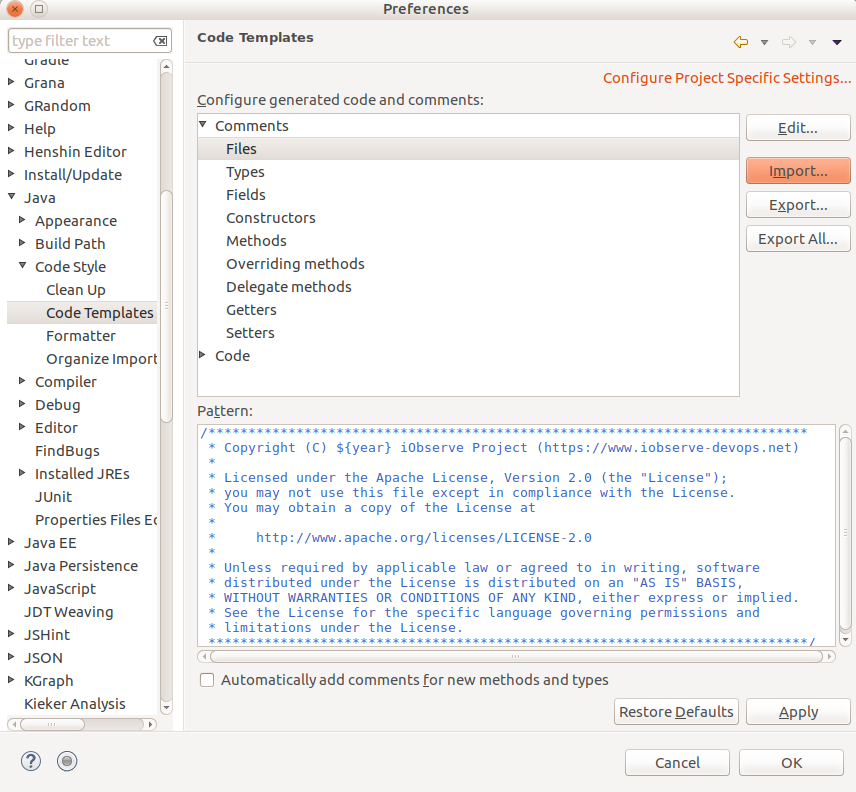 Preferences
type filter text
Gradle
Grana
GRandom
Help
Henshin Editor
Install/Update
Java
Appearance
Build Path
Code Style
Clean Up
Code Templates
Formatter
Organize Import
Compiler
Debug
Editor
FindBugs
Installed JREs
JUnit
Properties Files Ed
Java EE
Java Persistence
JavaScript
JDT Weaving
JSHint
JSON
KGraph
Kieker Analysis
Code Templates
Configure Project Specific Settings...
Configure generated code and comments:
Comments
Files
Types
Fields
Constructors
Methods
Overriding methods
Delegate methods
Getters
Setters
Code
Edit...
Import...
Export...
Export All...
Pattern:
/***************************************************************************
 * Copyright (C) ${year} iObserve Project (https://www.iobserve-devops.net)
 *
 * Licensed under the Apache License, Version 2.0 (the "License");
 * you may not use this file except in compliance with the License.
 * You may obtain a copy of the License at
 *
 *     http://www.apache.org/licenses/LICENSE-2.0
 *
 * Unless required by applicable law or agreed to in writing, software
 * distributed under the License is distributed on an "AS IS" BASIS,
 * WITHOUT WARRANTIES OR CONDITIONS OF ANY KIND, either express or implied.
 * See the License for the specific language governing permissions and
 * limitations under the License.
 ***************************************************************************/
Automatically add comments for new methods and types
Restore Defaults
Apply
?
Cancel
OK